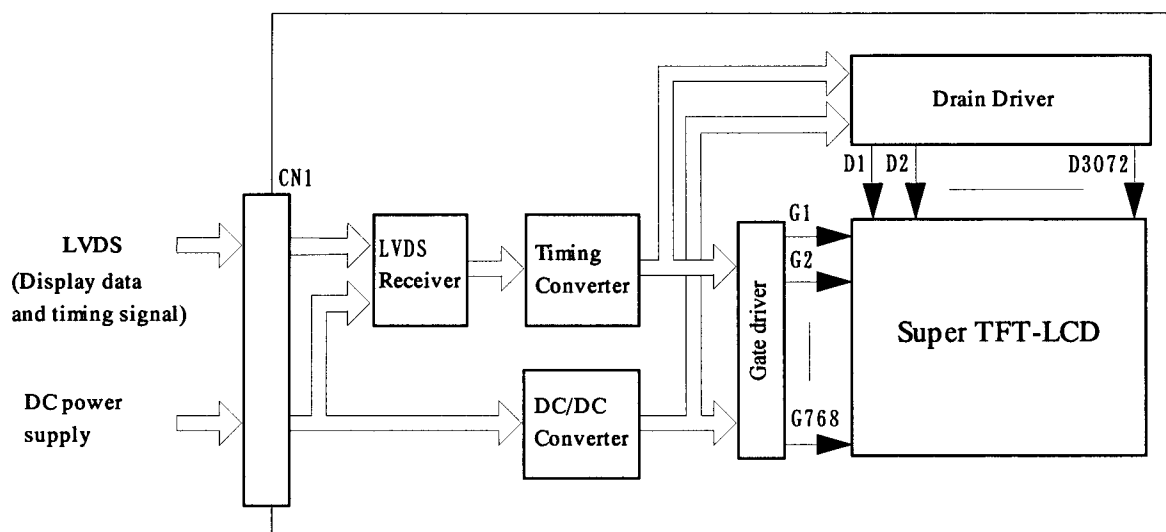 Drain Driver
D1
D2
D3072
CN1
LVDS
(Display data
and timing signal)
LVDS
Receiver
Timing
Converter
G1
G2
Gate driver
Super TFT-LCD
DC power
supply
DC/DC
Converter
G768